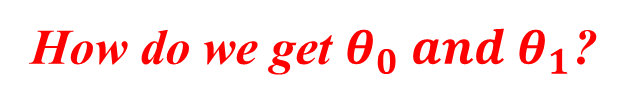 How do we get θ₀ and θ₁?